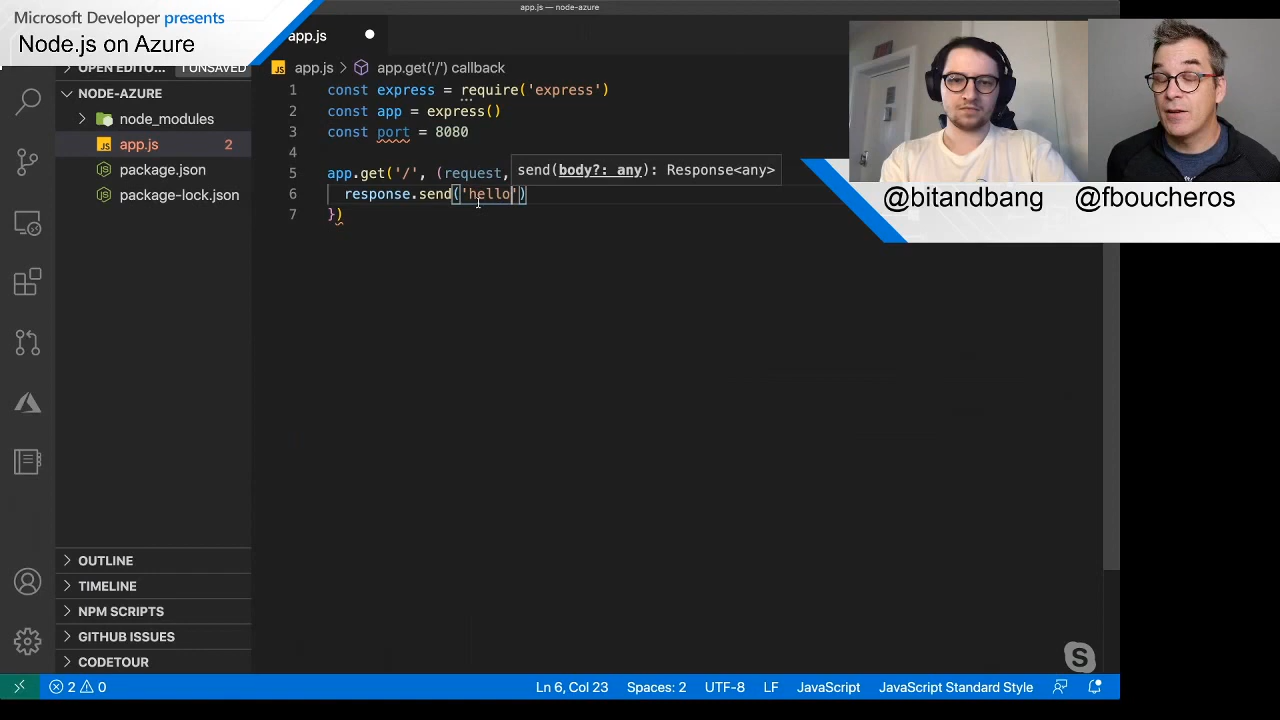 app.js — node-azure
Microsoft Developer presents
Node.js on Azure
app.js
OPEN EDITO...
1 UNSAVED
app.js > app.get('/') callback
NODE-AZURE
node_modules
app.js 2
package.json
package-lock.json
1 const express = require('express')
2 const app = express()
3 const port = 8080
4
5 app.get('/', (request,
send(body?: any): Response<any>
6 response.send('hello')
7 })
@bitandbang @fboucheros
OUTLINE
TIMELINE
NPM SCRIPTS
GITHUB ISSUES
CODETOUR
S
2 0 Ln 6, Col 23 Spaces: 2 UTF-8 LF JavaScript JavaScript Standard Style